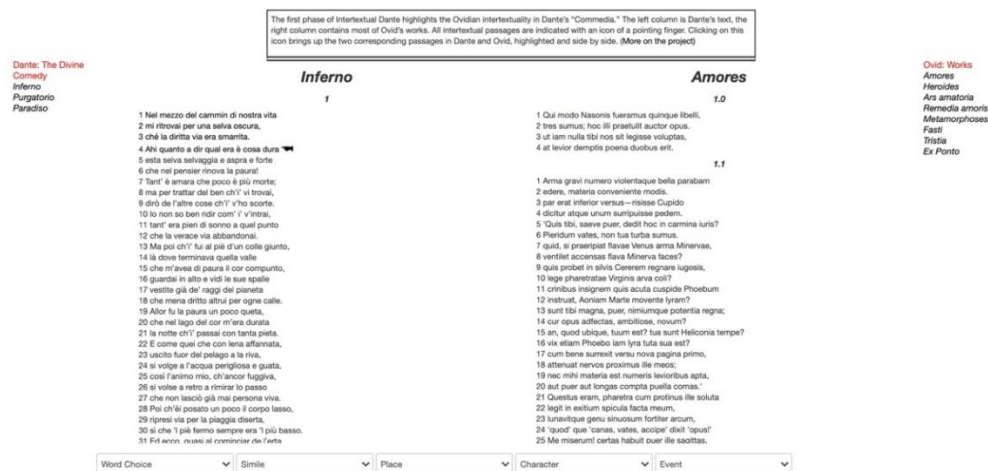 The first phase of Intertextual Dante highlights the Ovidian intertextuality in Dante's “Commedia.” The left column is Dante's text, the
right column contains most of Ovid's works. All intertextual passages are indicated with an icon of a pointing finger. Clicking on this
icon brings up the two corresponding passages in Dante and Ovid, highlighted and side by side. (More on the project)
Dante: The Divine
Comedy
Inferno
Purgatorio
Paradiso
Inferno
1
1 Nel mezzo del cammin di nostra vita
2 mi ritrovai per una selva oscura,
3 ché la diritta via era smarrita.
4 Ahi quanto a dir qual era è cosa dura
5 esta selva selvaggia e aspra e forte
6 che nel pensier rinova la paura!
7 Tant' è amara che poco è più morte;
8 ma per trattar del ben ch'i' vi trovai,
9 dirò de l'altre cose ch'i' v'ho scorte.
10 Io non so ben ridir com' i' v'intrai,
11 tant' era pien di sonno a quel punto
12 che la verace via abbandonai.
13 Ma poi ch'i' fui al piè d'un colle giunto,
14 là dove terminava quella valle
15 che m'avea di paura il cor compunto,
16 guardai in alto e vidi le sue spalle
17 vestite già de' raggi del pianeta
18 che mena dritto altrui per ogne calle.
19 Allor fu la paura un poco queta,
20 che nel lago del cor m'era durata
21 la notte ch'i' passai con tanta pieta.
22 E come quei che con lena affannata,
23 uscito fuor del pelago a la riva,
24 si volge a l'acqua perigliosa e guata,
25 così l'animo mio, ch'ancor fuggiva,
26 si volse a retro a rimirar lo passo
27 che non lasciò già mai persona viva.
28 Poi ch'èi posato un poco il corpo lasso,
29 ripresi via per la piaggia diserta,
30 sì che 'l piè fermo sempre era 'l più basso.
31 Ed ecco, quasi al cominciar de l'erta
Amores
1.0
1 Qui modo Nasonis fueramus quinque libelli,
2 tres sumus; hoc illi praetulit auctor opus.
3 ut iam nulla tibi nos sit legisse voluptas,
4 at levior demptis poena duobus erit.
1.1
1 Arma gravi numero violentaque bella parabam
2 edere, materia conveniente modis.
3 par erat inferior versus—risisse Cupido
4 dicitur atque unum surripuisse pedem.
5 'Quis tibi, saeve puer, dedit hoc in carmina iuris?
6 Pieridum vates, non tua turba sumus.
7 quid, si praeripiat flavae Venus arma Minervae,
8 ventilet accensas flava Minerva faces?
9 quis probet in silvis Cererem regnare iugosis,
10 lege pharetratae Virginis arva coli?
11 crinibus insignem quis acuta cuspide Phoebum
12 instruat, Aoniam Marte movente lyram?
13 sunt tibi magna, puer, nimiumque potentia regna;
14 cur opus adfectas, ambitiose, novum?
15 an, quod ubique, tuum est? tua sunt Heliconia tempe?
16 vix etiam Phoebo iam lyra tuta sua est?
17 cum bene surrexit versu nova pagina primo,
18 attenuat nervos proximus ille meos;
19 nec mihi materia est numeris levioribus apta,
20 aut puer aut longas compta puella comas.'
21 Questus eram, pharetra cum protinus ille soluta
22 legit in exitium spicula facta meum,
23 lunavitque genu sinuosum fortiter arcum,
24 'quod' que 'canas, vates, accipe' dixit 'opus!'
25 Me miserum! certas habuit puer ille sagittas.
Ovid: Works
Amores
Heroides
Ars amatoria
Remedia amoris
Metamorphoses
Fasti
Tristia
Ex Ponto
Word Choice
Simile
Place
Character
Event